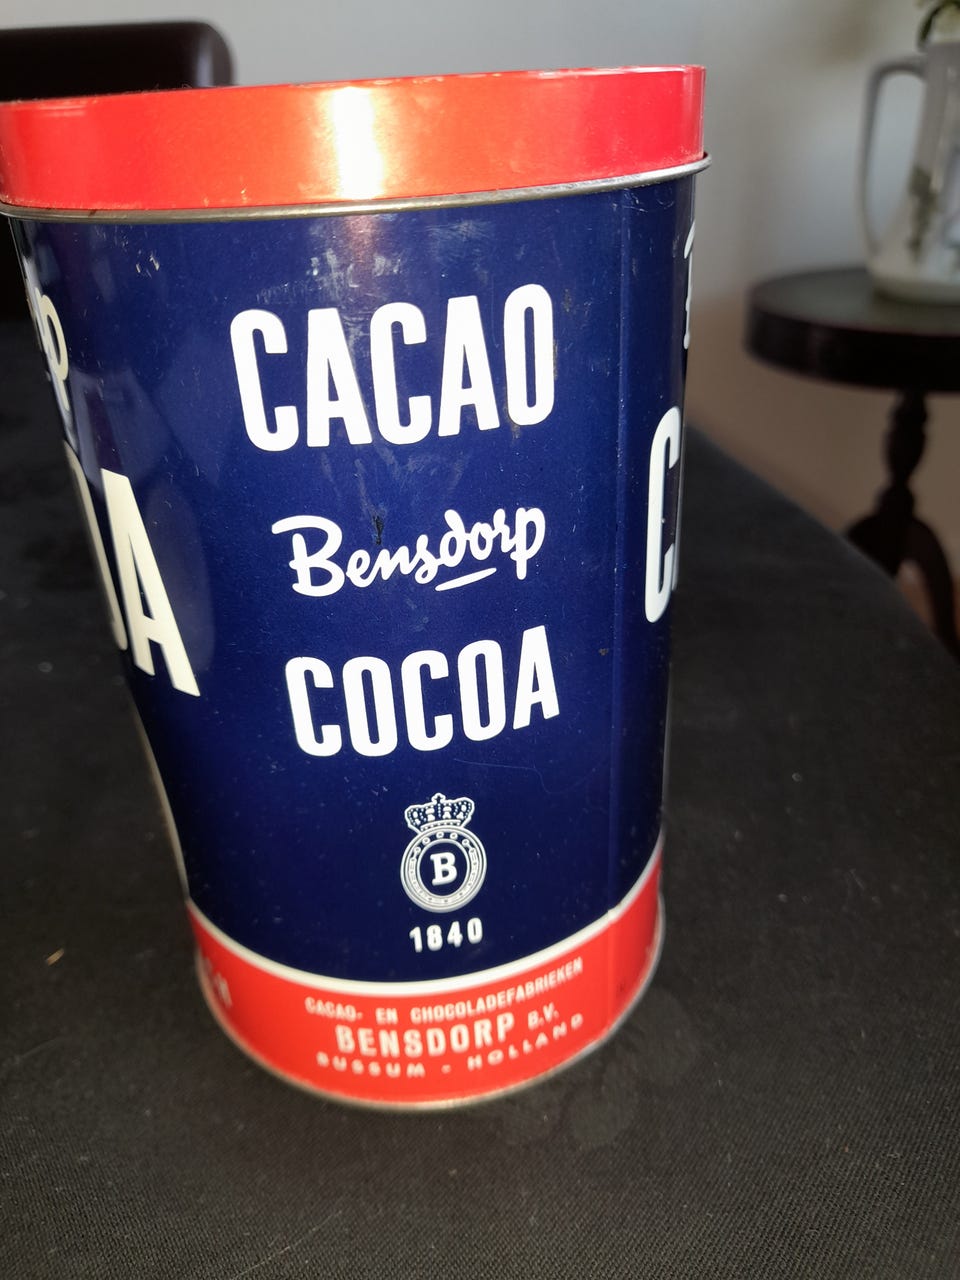 CACAO
Bensdorp
COCOA
B
1840
CACAO- EN CHOCOLADEFABRIEKEN
BENSDORP B.V.
BUSSUM - HOLLAND